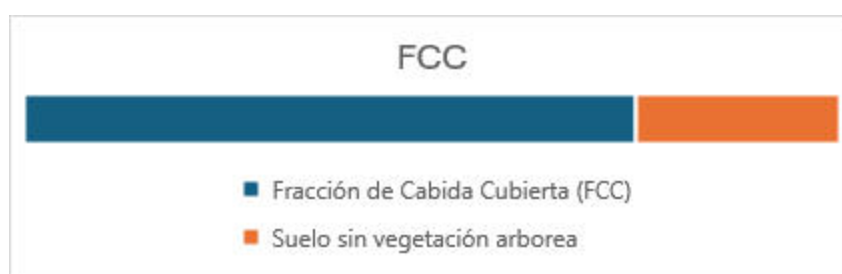 FCC
Fracción de Cabida Cubierta (FCC)
Suelo sin vegetación arborea